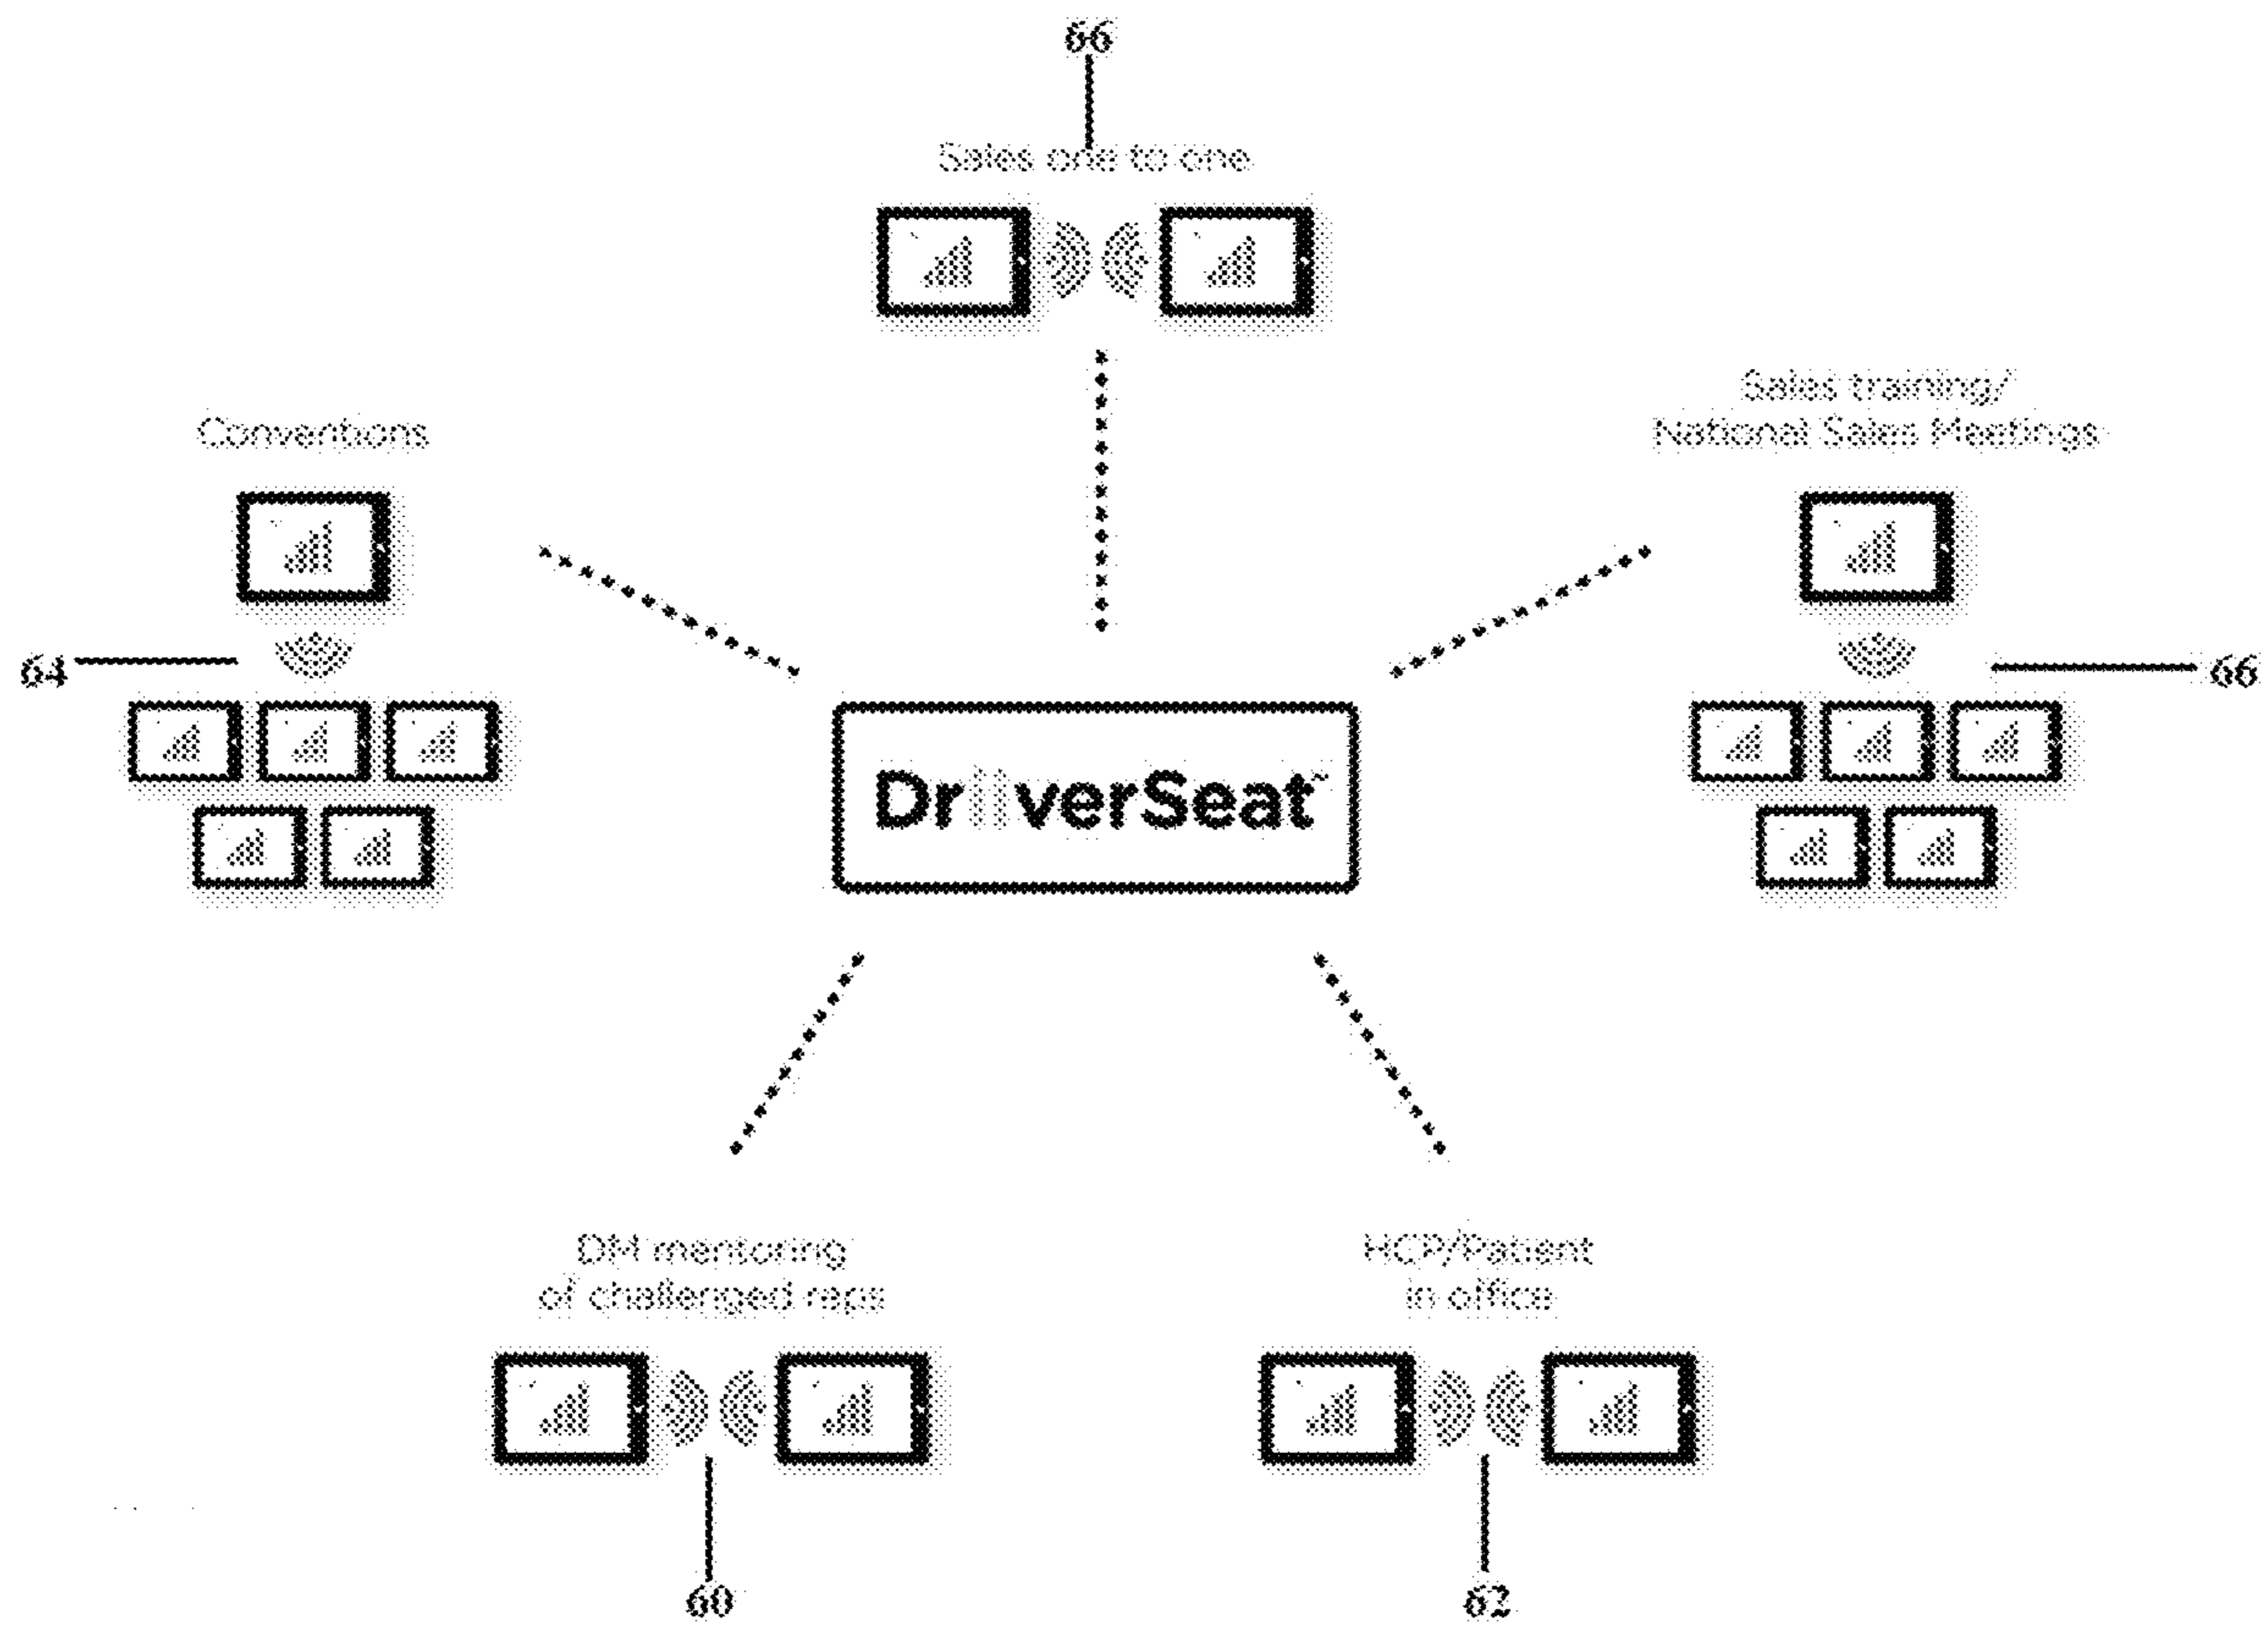 66
Sales one to one
Sales training/
National Sales Meetings
Conventions
64
66
DriiverSeat™
DM mentoring
of challenged reps
HCP/Patient
in office
60
62